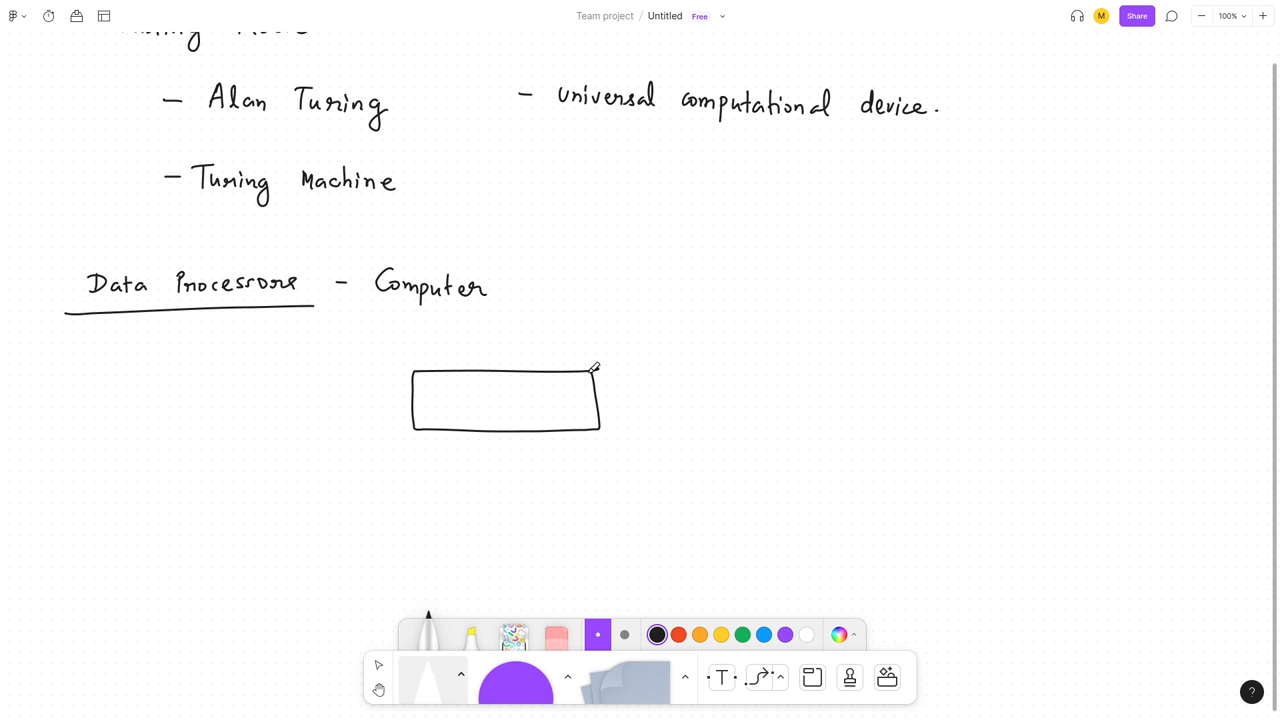 Team project / Untitled Free
M
Share
100%
- Alan Turing - universal computational device.
- Turing Machine
Data Processors - Computer
T
?